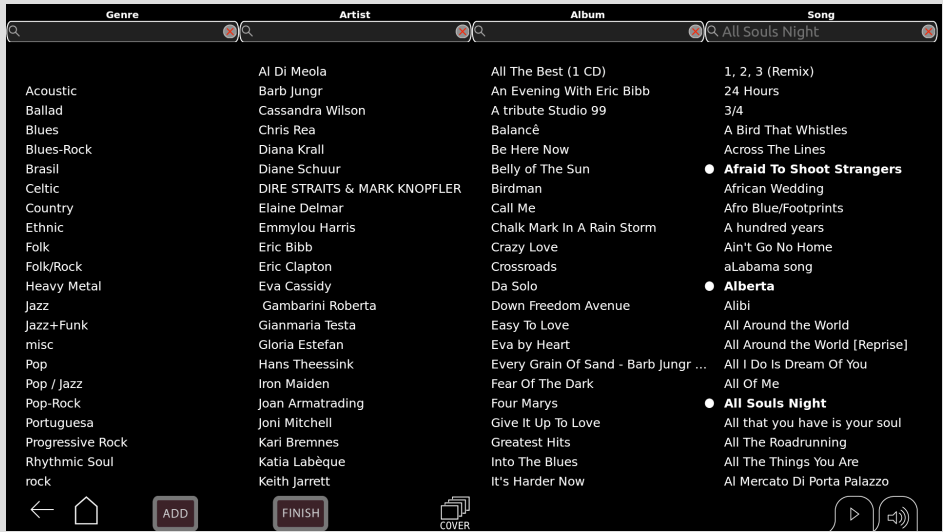 Genre
Artist
Album
Song
All Souls Night
Acoustic
Ballad
Blues
Blues-Rock
Brasil
Celtic
Country
Ethnic
Folk
Folk/Rock
Heavy Metal
Jazz
Jazz+Funk
misc
Pop
Pop / Jazz
Pop-Rock
Portuguesa
Progressive Rock
Rhythmic Soul
rock
Al Di Meola
Barb Jungr
Cassandra Wilson
Chris Rea
Diana Krall
Diane Schuur
DIRE STRAITS & MARK KNOPFLER
Elaine Delmar
Emmylou Harris
Eric Bibb
Eric Clapton
Eva Cassidy
Gambarini Roberta
Gianmaria Testa
Gloria Estefan
Hans Theessink
Iron Maiden
Joan Armatrading
Joni Mitchell
Kari Bremnes
Katia Labèque
Keith Jarrett
All The Best (1 CD)
An Evening With Eric Bibb
A tribute Studio 99
Balancê
Be Here Now
Belly of The Sun
Birdman
Call Me
Chalk Mark In A Rain Storm
Crazy Love
Crossroads
Da Solo
Down Freedom Avenue
Easy To Love
Eva by Heart
Every Grain Of Sand - Barb Jungr ...
Fear Of The Dark
Four Marys
Give It Up To Love
Greatest Hits
Into The Blues
It's Harder Now
1, 2, 3 (Remix)
24 Hours
3/4
A Bird That Whistles
Across The Lines
Afraid To Shoot Strangers
African Wedding
Afro Blue/Footprints
A hundred years
Ain't Go No Home
aLabama song
Alberta
Alibi
All Around the World
All Around the World [Reprise]
All I Do Is Dream Of You
All Of Me
All Souls Night
All that you have is your soul
All The Roadrunning
All The Things You Are
Al Mercato Di Porta Palazzo
ADD
FINISH
COVER